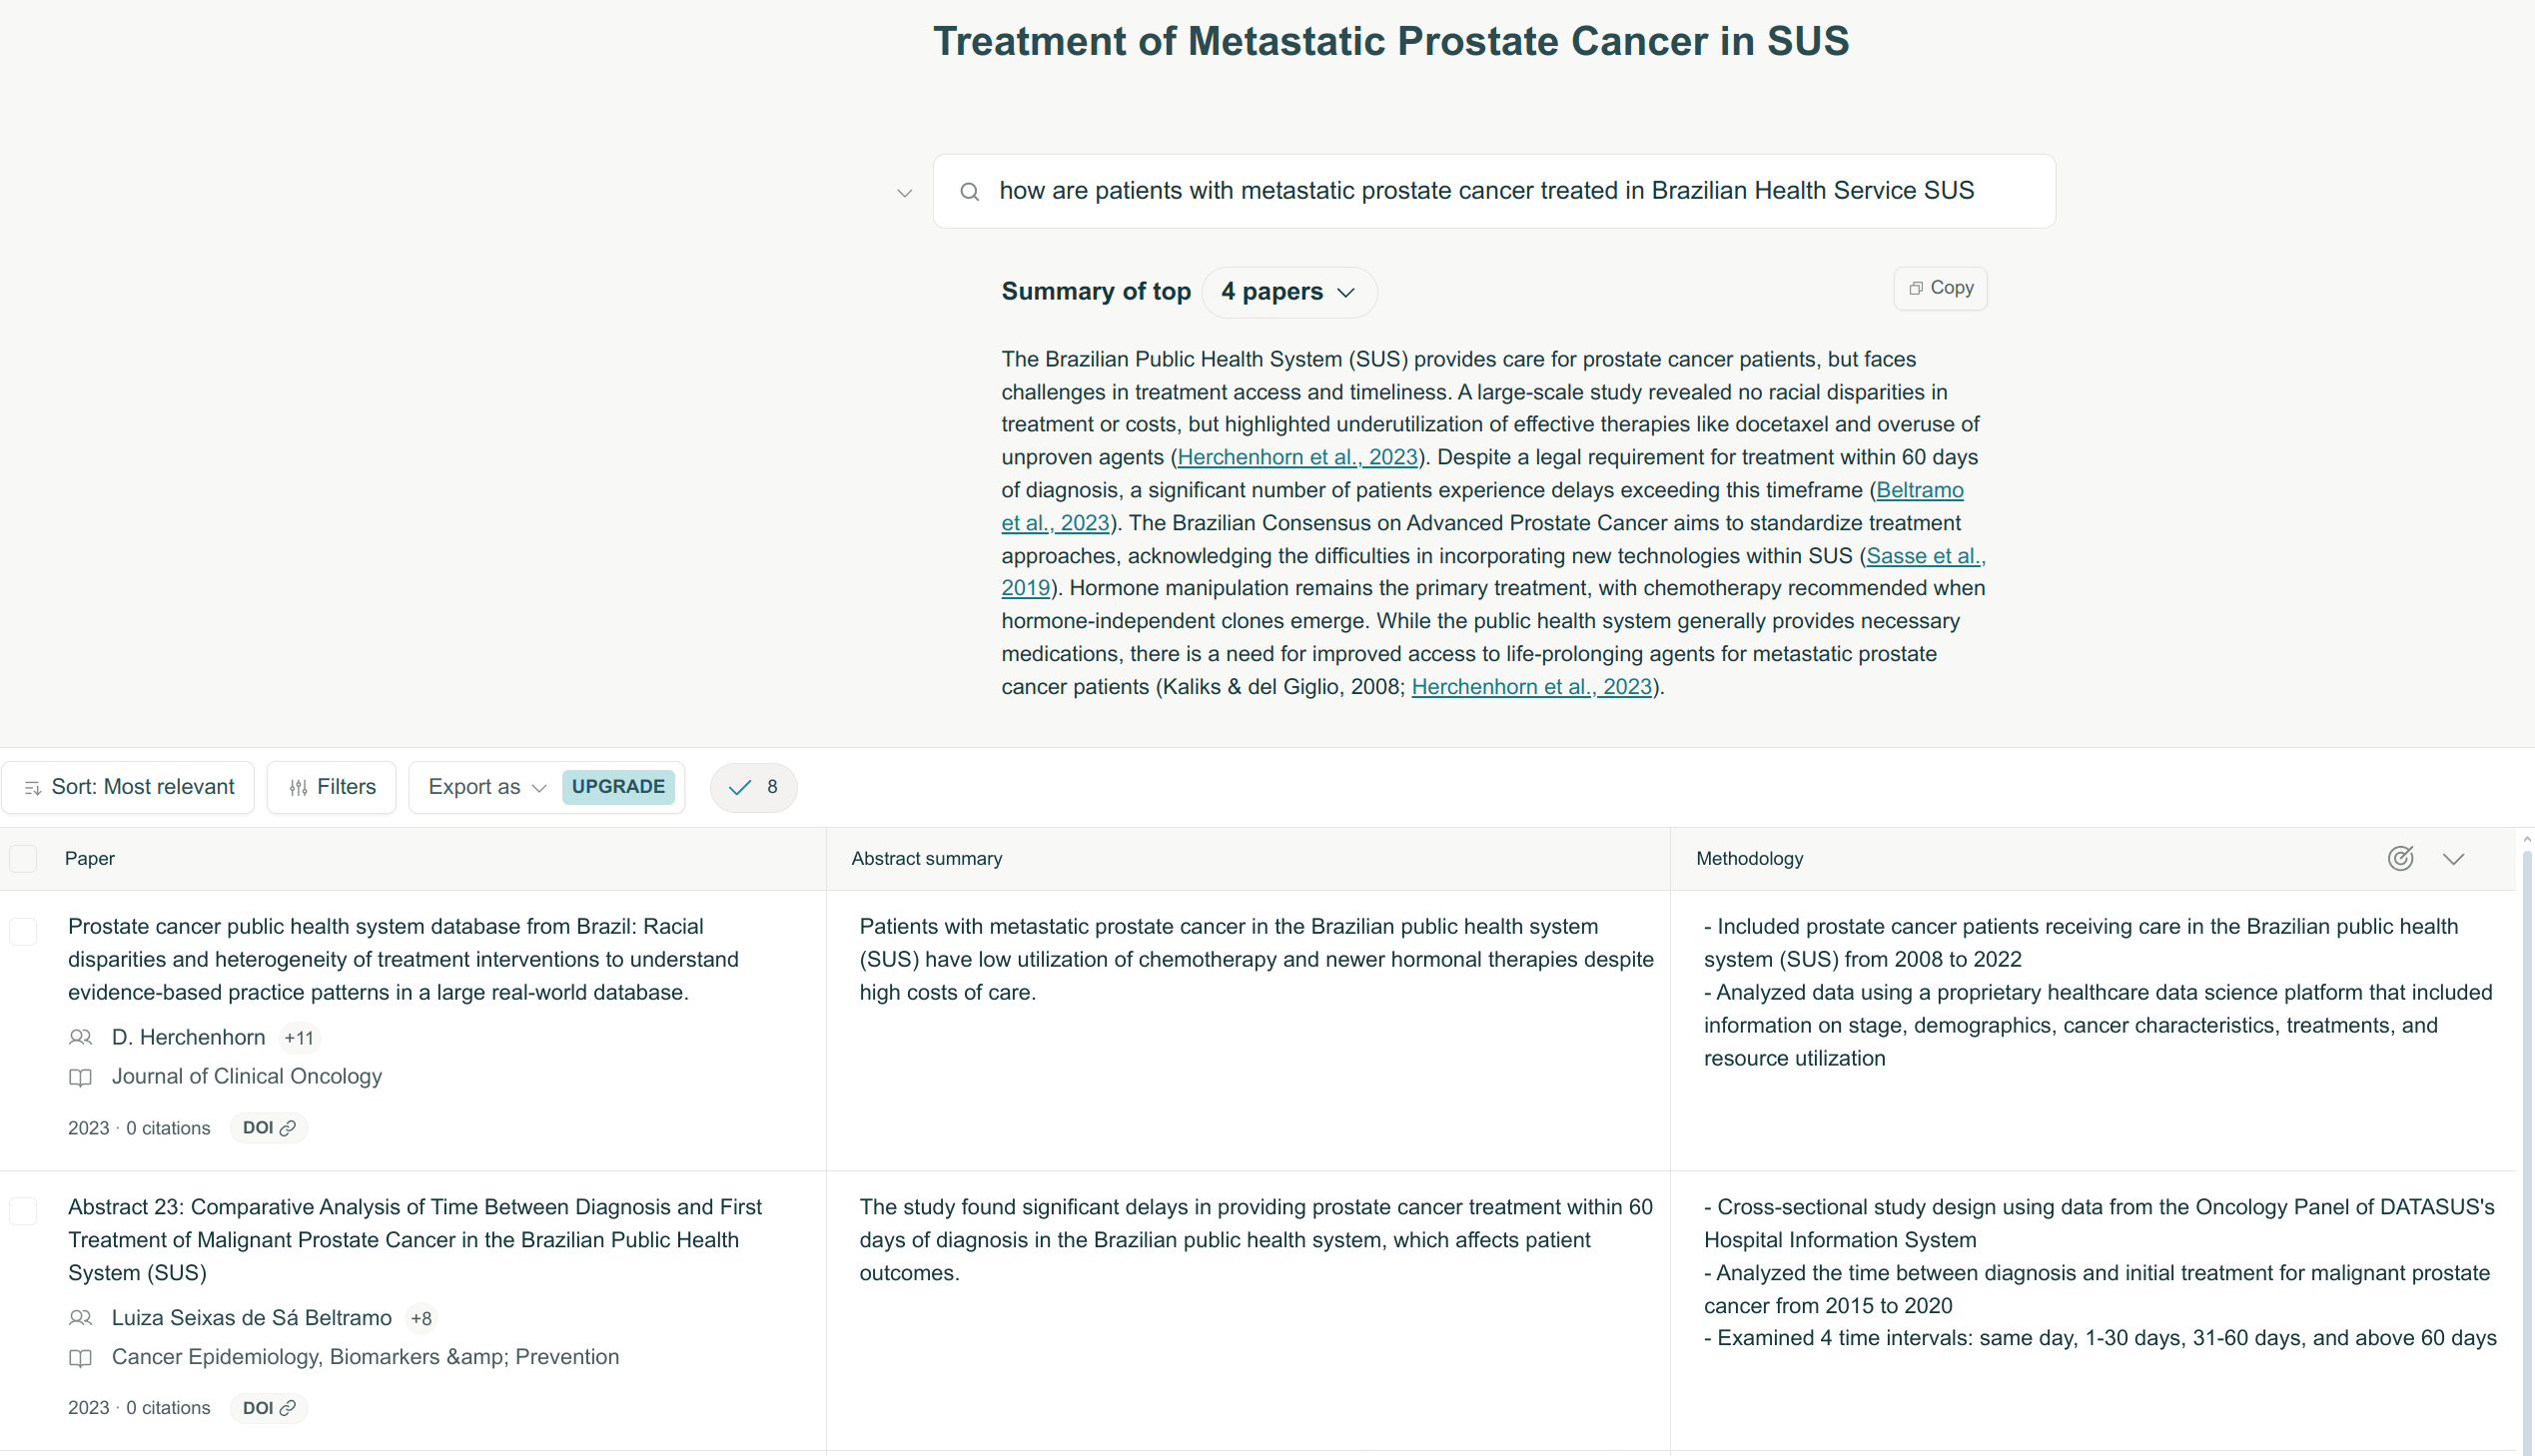 Treatment of Metastatic Prostate Cancer in SUS
how are patients with metastatic prostate cancer treated in Brazilian Health Service SUS
Summary of top 4 papers
Copy
The Brazilian Public Health System (SUS) provides care for prostate cancer patients, but faces
challenges in treatment access and timeliness. A large-scale study revealed no racial disparities in
treatment or costs, but highlighted underutilization of effective therapies like docetaxel and overuse of
unproven agents (Herchenhorn et al., 2023). Despite a legal requirement for treatment within 60 days
of diagnosis, a significant number of patients experience delays exceeding this timeframe (Beltramo
et al., 2023). The Brazilian Consensus on Advanced Prostate Cancer aims to standardize treatment
approaches, acknowledging the difficulties in incorporating new technologies within SUS (Sasse et al.,
2019). Hormone manipulation remains the primary treatment, with chemotherapy recommended when
hormone-independent clones emerge. While the public health system generally provides necessary
medications, there is a need for improved access to life-prolonging agents for metastatic prostate
cancer patients (Kaliks & del Giglio, 2008; Herchenhorn et al., 2023).
Sort: Most relevant
Filters
Export as
UPGRADE
8
Paper
Abstract summary
Methodology
Prostate cancer public health system database from Brazil: Racial
disparities and heterogeneity of treatment interventions to understand
evidence-based practice patterns in a large real-world database.
D. Herchenhorn +11
Journal of Clinical Oncology
2023 · 0 citations DOI
Patients with metastatic prostate cancer in the Brazilian public health system
(SUS) have low utilization of chemotherapy and newer hormonal therapies despite
high costs of care.
- Included prostate cancer patients receiving care in the Brazilian public health
system (SUS) from 2008 to 2022
- Analyzed data using a proprietary healthcare data science platform that included
information on stage, demographics, cancer characteristics, treatments, and
resource utilization
Abstract 23: Comparative Analysis of Time Between Diagnosis and First
Treatment of Malignant Prostate Cancer in the Brazilian Public Health
System (SUS)
Luiza Seixas de Sá Beltramo +8
Cancer Epidemiology, Biomarkers &amp; Prevention
2023 · 0 citations DOI
The study found significant delays in providing prostate cancer treatment within 60
days of diagnosis in the Brazilian public health system, which affects patient
outcomes.
- Cross-sectional study design using data from the Oncology Panel of DATASUS's
Hospital Information System
- Analyzed the time between diagnosis and initial treatment for malignant prostate
cancer from 2015 to 2020
- Examined 4 time intervals: same day, 1-30 days, 31-60 days, and above 60 days